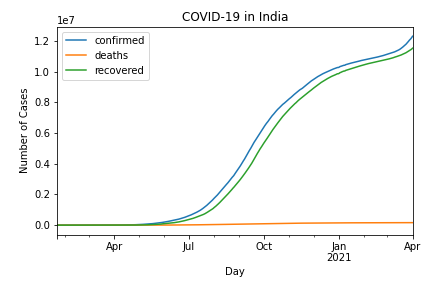 COVID-19 in India
1e7
confirmed
deaths
recovered
1.2
1.0
0.8
0.6
0.4
0.2
0.0
Number of Cases
Apr
Jul
Oct
Jan
2021
Apr
Day